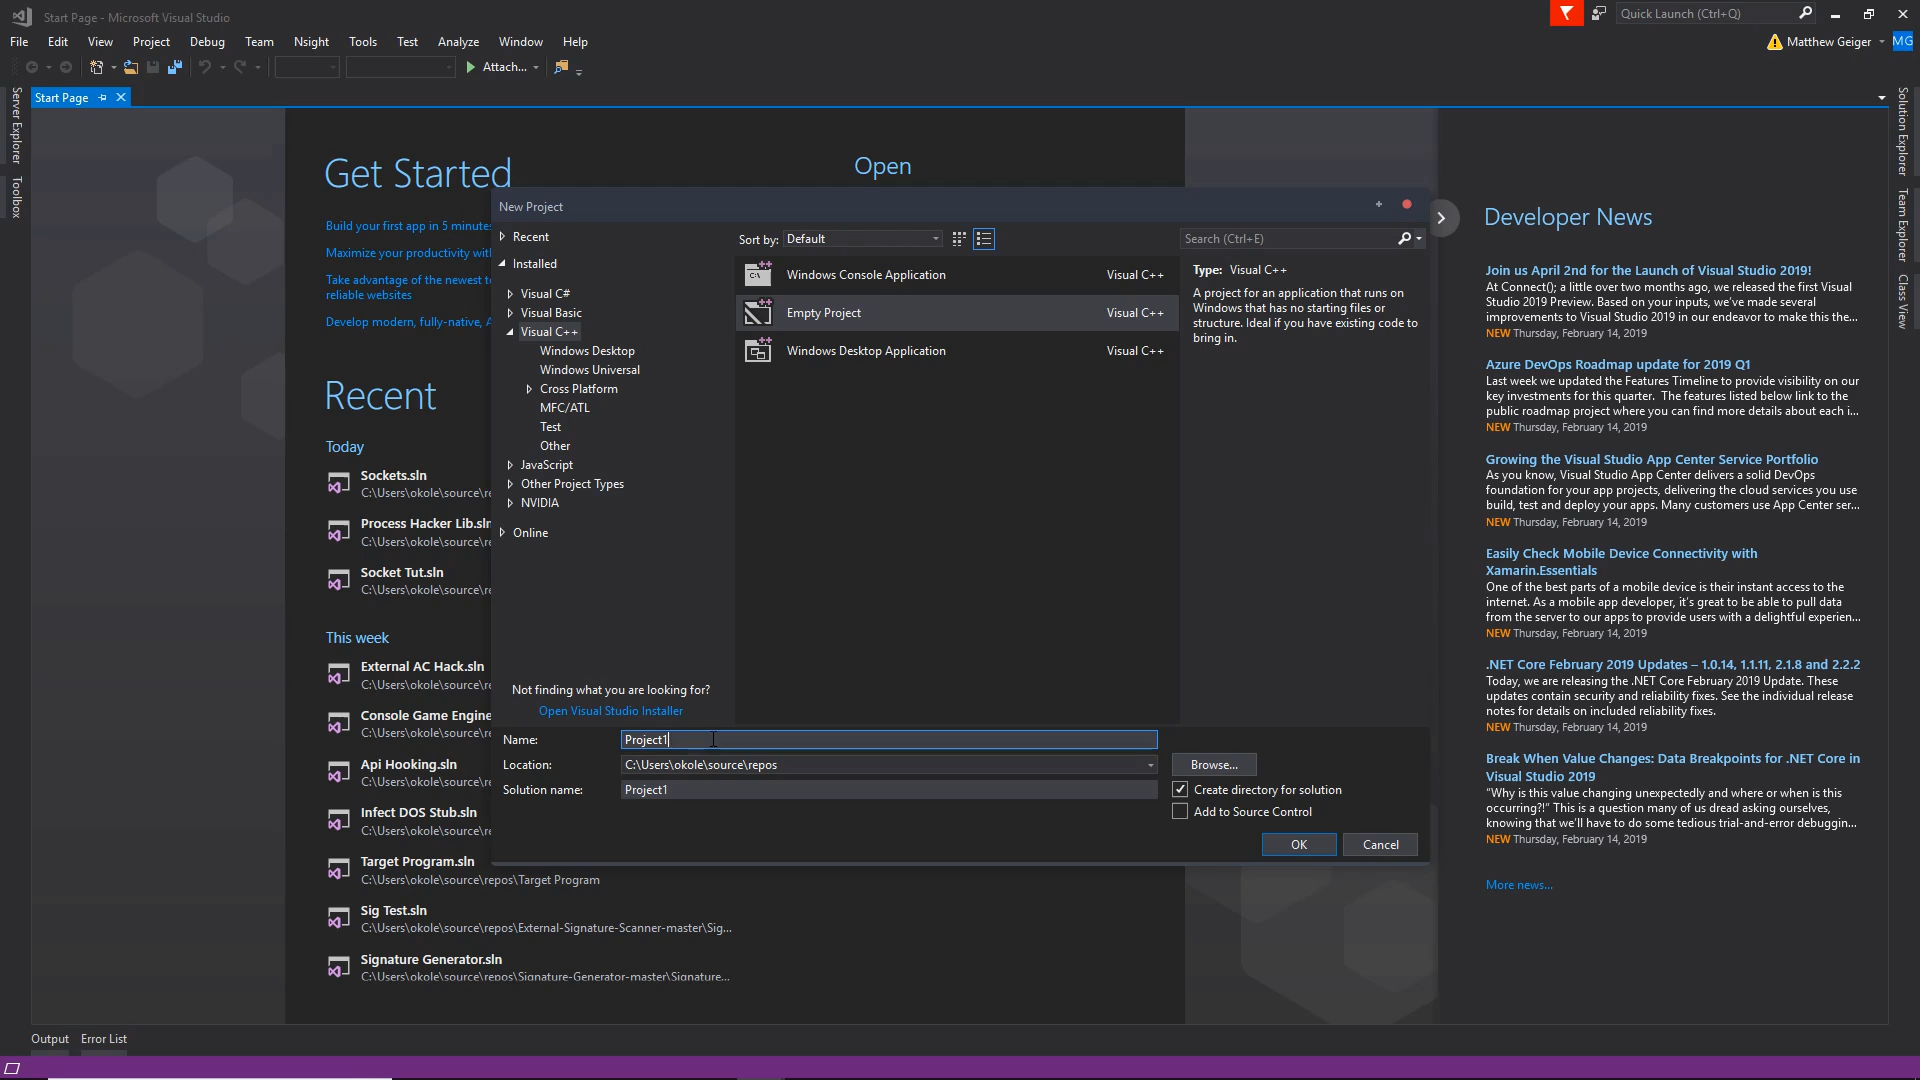 Start Page - Microsoft Visual Studio
Quick Launch (Ctrl+Q)
File Edit View Project Debug Team Nsight Tools Test Analyze Window Help
Matthew Geiger MG
Attach...
Server Explorer
Toolbox
Start Page
Solution Explorer
Team Explorer
Class View
Get Started
Build your first app in 5 minutes
Maximize your productivity wit
Take advantage of the newest t
reliable websites
Develop modern, fully-native, A
Recent
Today
Sockets.sln
C:\Users\okole\source\re
Process Hacker Lib.sln
C:\Users\okole\source\re
Socket Tut.sln
C:\Users\okole\source\re
This week
External AC Hack.sln
C:\Users\okole\source\re
Console Game Engine
C:\Users\okole\source\re
Api Hooking.sln
C:\Users\okole\source\re
Infect DOS Stub.sln
C:\Users\okole\source\re
Target Program.sln
C:\Users\okole\source\repos\Target Program
Sig Test.sln
C:\Users\okole\source\repos\External-Signature-Scanner-master\Sig...
Signature Generator.sln
C:\Users\okole\source\repos\Signature-Generator-master\Signature...
Open
New Project
Recent
Installed
Visual C#
Visual Basic
Visual C++
Windows Desktop
Windows Universal
Cross Platform
MFC/ATL
Test
Other
JavaScript
Other Project Types
NVIDIA
Online
Not finding what you are looking for?
Open Visual Studio Installer
Sort by: Default
Windows Console Application Visual C++
Empty Project Visual C++
Windows Desktop Application Visual C++
Search (Ctrl+E)
Type: Visual C++
A project for an application that runs on
Windows that has no starting files or
structure. Ideal if you have existing code to
bring in.
Name: Project1
Location: C:\Users\okole\source\repos
Browse...
Solution name: Project1
Create directory for solution
Add to Source Control
OK Cancel
Developer News
Join us April 2nd for the Launch of Visual Studio 2019!
At Connect(); a little over two months ago, we released the first Visual
Studio 2019 Preview. Based on your inputs, we've made several
improvements to Visual Studio 2019 in our endeavor to make this the...
NEW Thursday, February 14, 2019
Azure DevOps Roadmap update for 2019 Q1
Last week we updated the Features Timeline to provide visibility on our
key investments for this quarter. The features listed below link to the
public roadmap project where you can find more details about each i...
NEW Thursday, February 14, 2019
Growing the Visual Studio App Center Service Portfolio
As you know, Visual Studio App Center delivers a solid DevOps
foundation for your app projects, delivering the cloud services you use
build, test and deploy your apps. Many customers use App Center ser...
NEW Thursday, February 14, 2019
Easily Check Mobile Device Connectivity with
Xamarin.Essentials
One of the best parts of a mobile device is their instant access to the
internet. As a mobile app developer, it's great to be able to pull data
from the server to our apps to provide users with a delightful experien...
NEW Thursday, February 14, 2019
.NET Core February 2019 Updates – 1.0.14, 1.1.11, 2.1.8 and 2.2.2
Today, we are releasing the .NET Core February 2019 Update. These
updates contain security and reliability fixes. See the individual release
notes for details on included reliability fixes.
NEW Thursday, February 14, 2019
Break When Value Changes: Data Breakpoints for .NET Core in
Visual Studio 2019
“Why is this value changing unexpectedly and where or when is this
occurring?!” This is a question many of us dread asking ourselves,
knowing that we'll have to do some tedious trial-and-error debuggin...
NEW Thursday, February 14, 2019
More news...
Output Error List